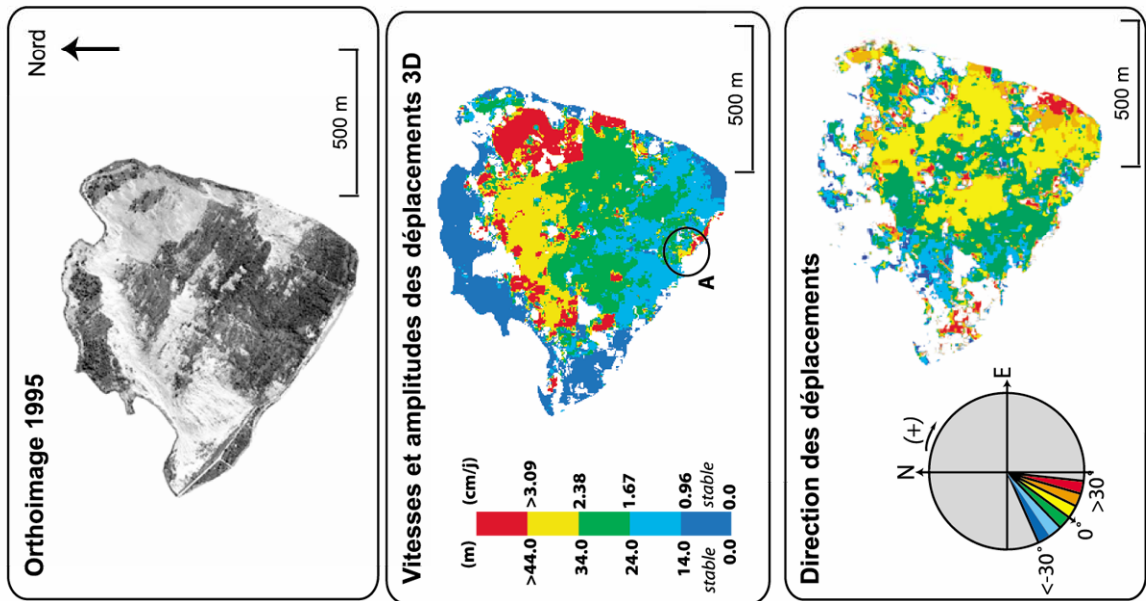 Orthoimage 1995
Nord
500 m
Vitesses et amplitudes des déplacements 3D
(m) (cm/j)
>44.0 >3.09
34.0 2.38
24.0 1.67
14.0 0.96
stable stable
0.0 0.0
A
500 m
Direction des déplacements
N
(+)
E
<-30°
0°
>30°
500 m